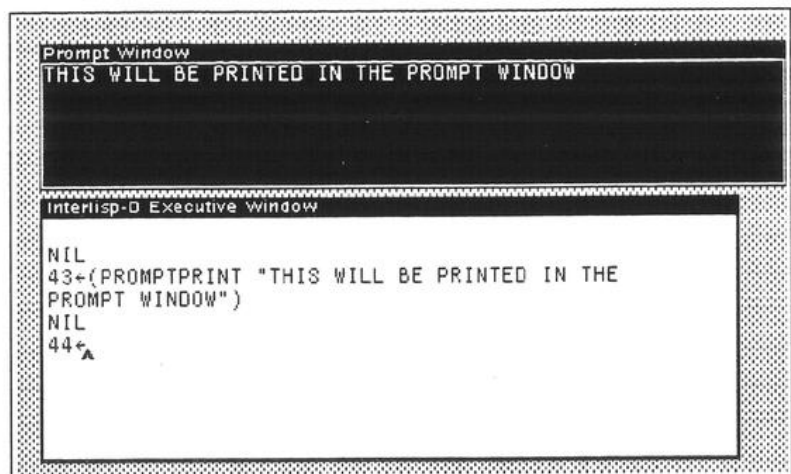 Prompt Window
THIS WILL BE PRINTED IN THE PROMPT WINDOW
Interlisp-D Executive Window
NIL
43←(PROMPTPRINT "THIS WILL BE PRINTED IN THE
PROMPT WINDOW")
NIL
44←